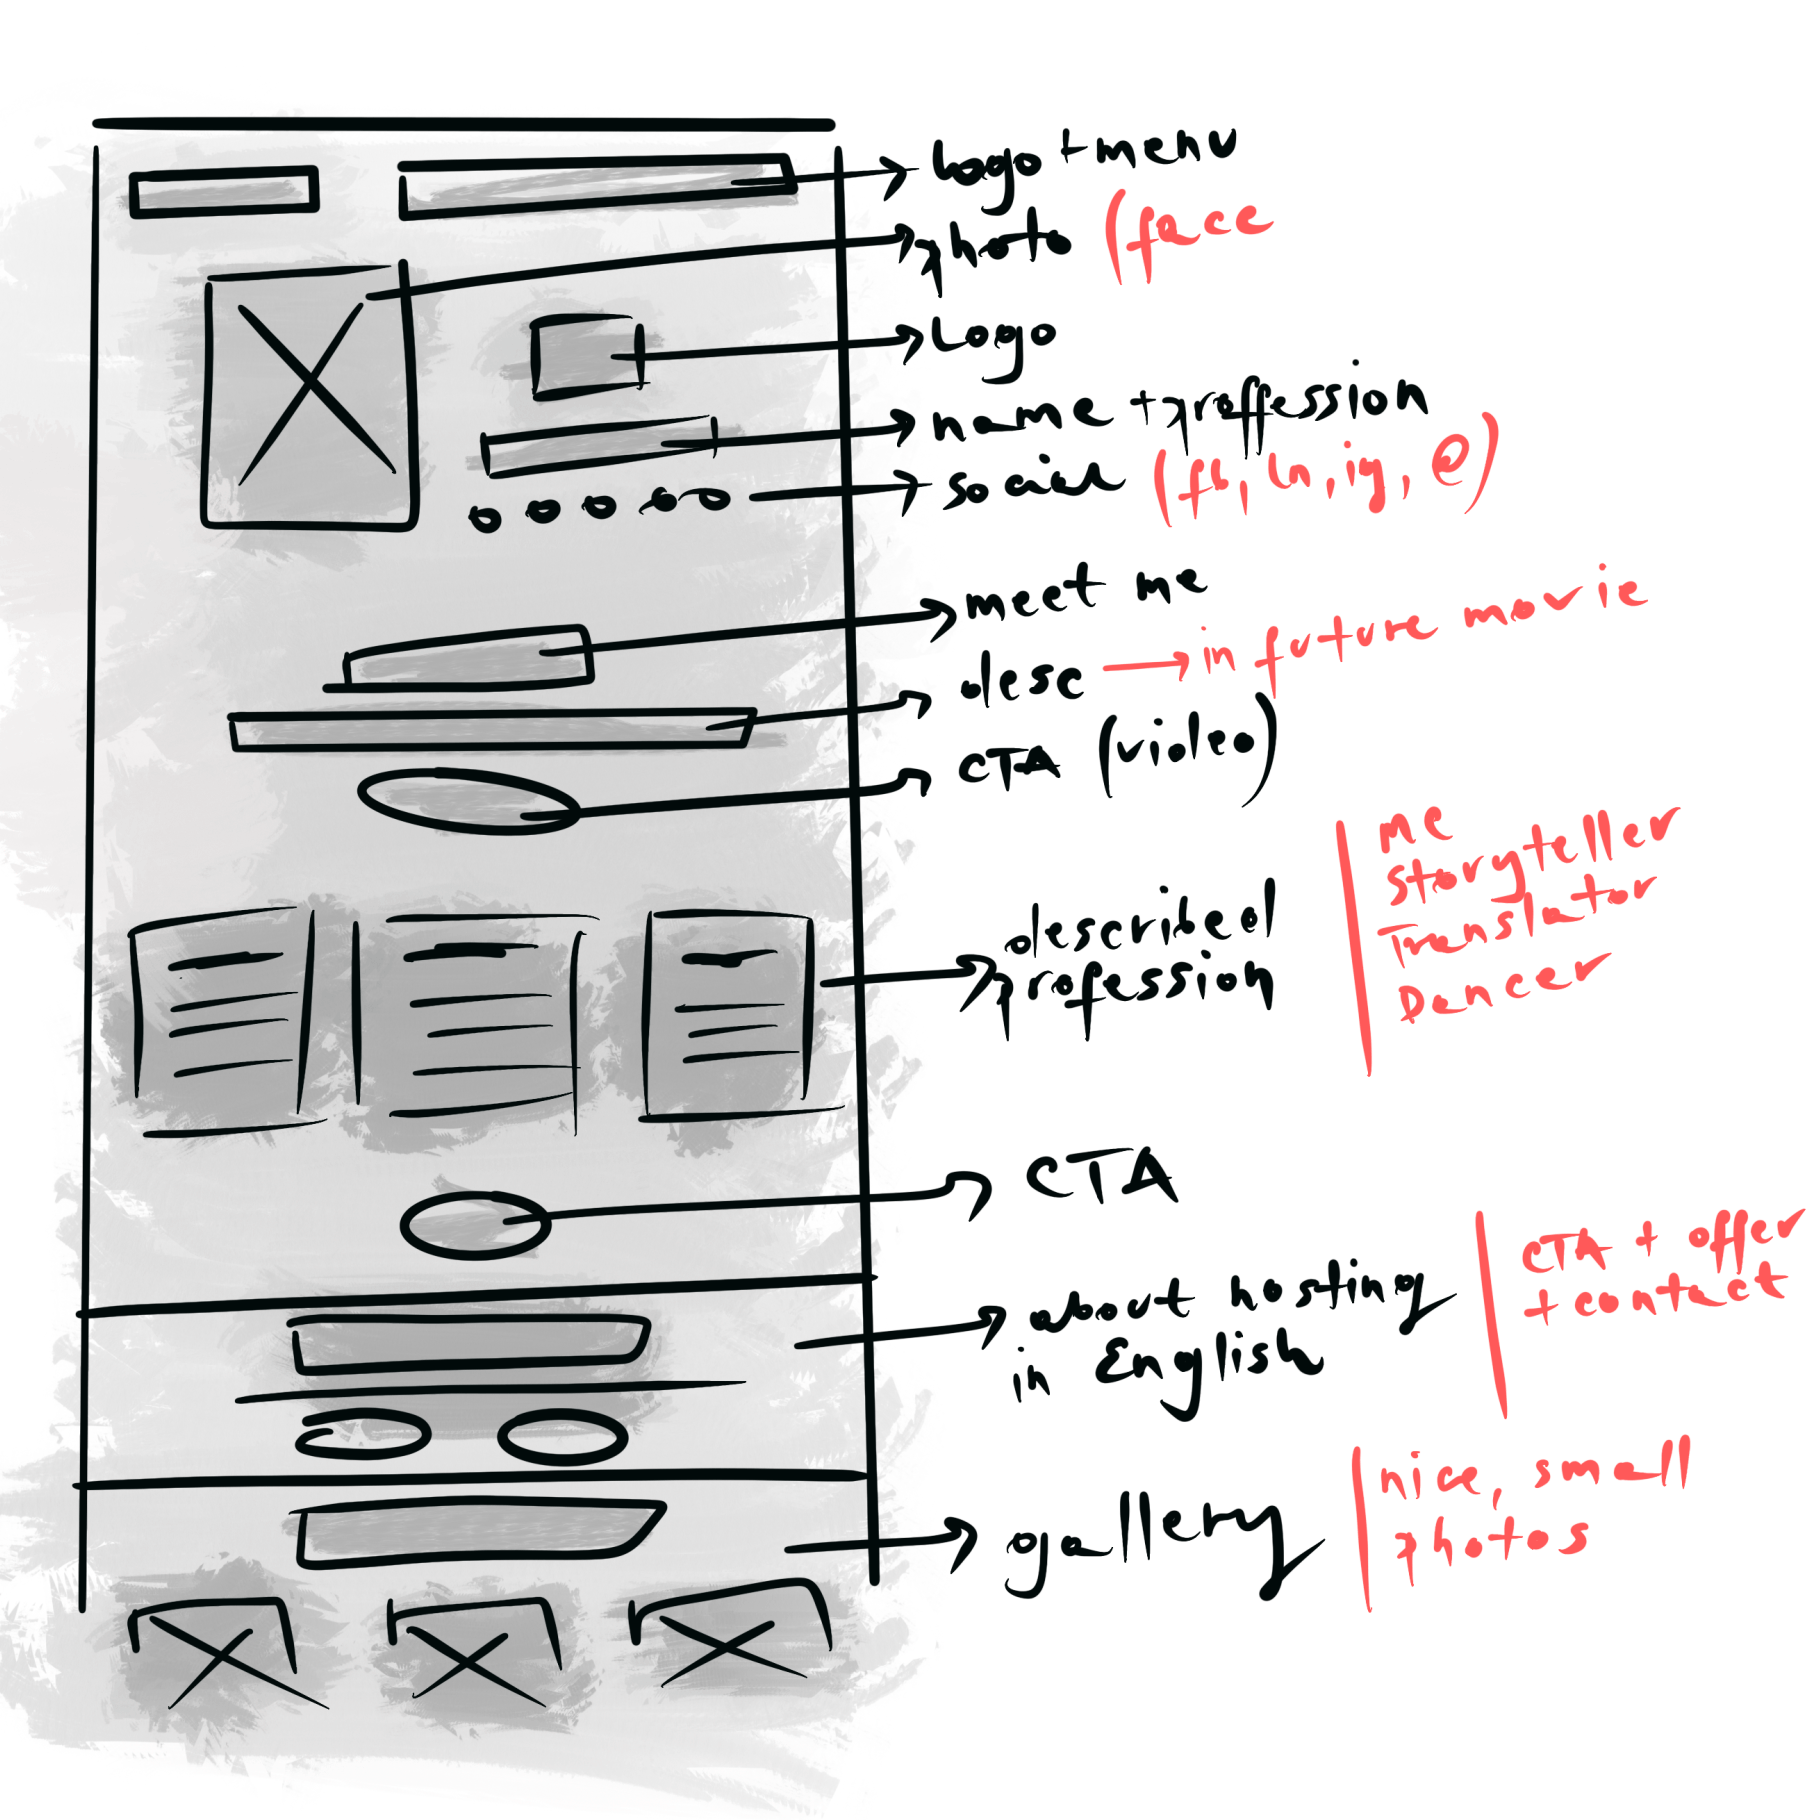 logo + menu
photo (face
Logo
name + proffession
social (fb, ln, ig, @)
meet me
desc → in future movie
CTA (video)
described
profession
me
storyteller
Translator
Dancer
CTA
about hosting
in English
CTA + offer
+ contact
gallery
nice, small
photos